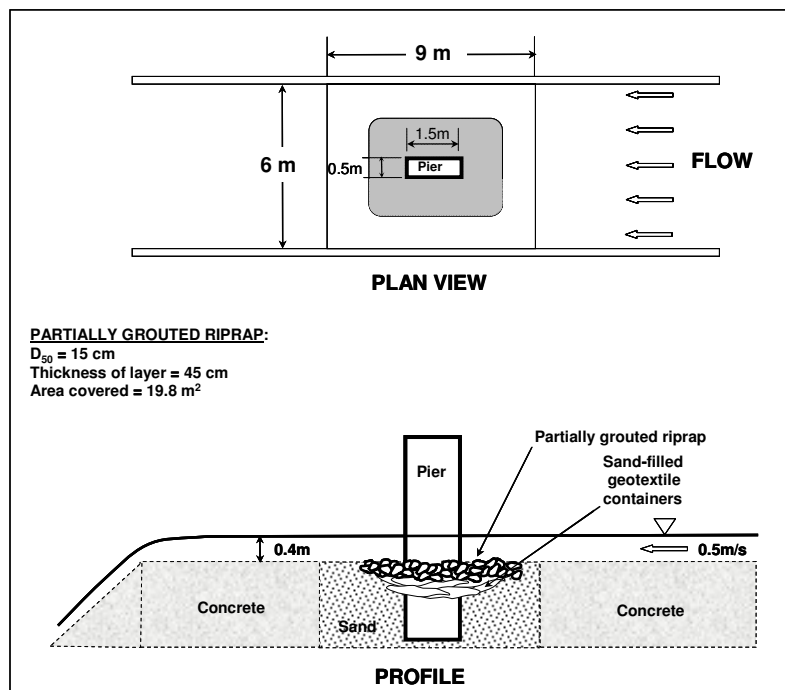 9 m
1.5m
6 m
0.5m
Pier
FLOW
PLAN VIEW
PARTIALLY GROUTED RIPRAP:
D₅₀ = 15 cm
Thickness of layer = 45 cm
Area covered = 19.8 m²
Partially grouted riprap
Sand-filled
geotextile
containers
Pier
0.4m
0.5m/s
Concrete
Sand
Concrete
PROFILE